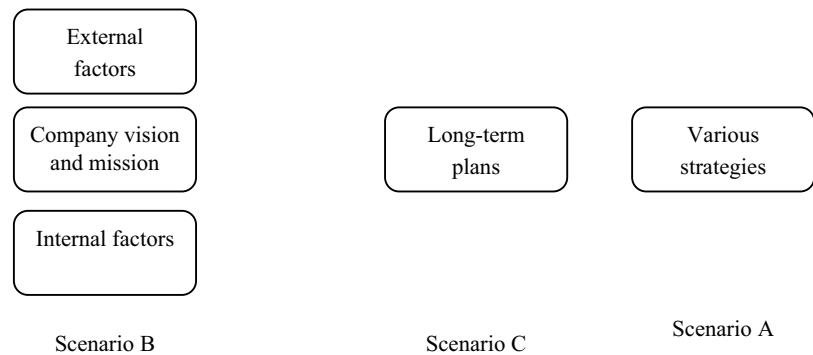 External
factors
Company vision
and mission
Internal factors
Long-term
plans
Various
strategies
Scenario B
Scenario C
Scenario A